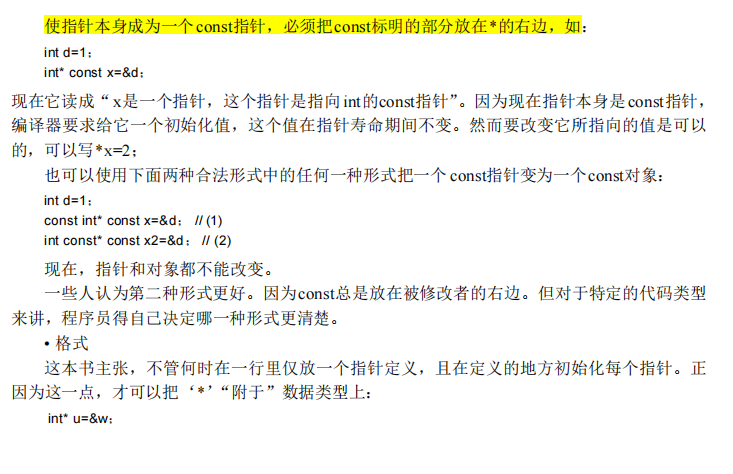 使指针本身成为一个const指针，必须把const标明的部分放在*的右边，如：
int d=1;
int* const x=&d;
现在它读成“x是一个指针，这个指针是指向int的const指针”。因为现在指针本身是const指针，
编译器要求给它一个初始化值，这个值在指针寿命期间不变。然而要改变它所指向的值是可以
的，可以写*x=2;
也可以使用下面两种合法形式中的任何一种形式把一个const指针变为一个const对象：
int d=1;
const int* const x=&d; // (1)
int const* const x2=&d; // (2)
现在，指针和对象都不能改变。
一些人认为第二种形式更好。因为const总是放在被修改者的右边。但对于特定的代码类型
来讲，程序员得自己决定哪一种形式更清楚。
• 格式
这本书主张，不管何时在一行里仅放一个指针定义，且在定义的地方初始化每个指针。正
因为这一点，才可以把‘*’“附于”数据类型上：
int* u=&w;